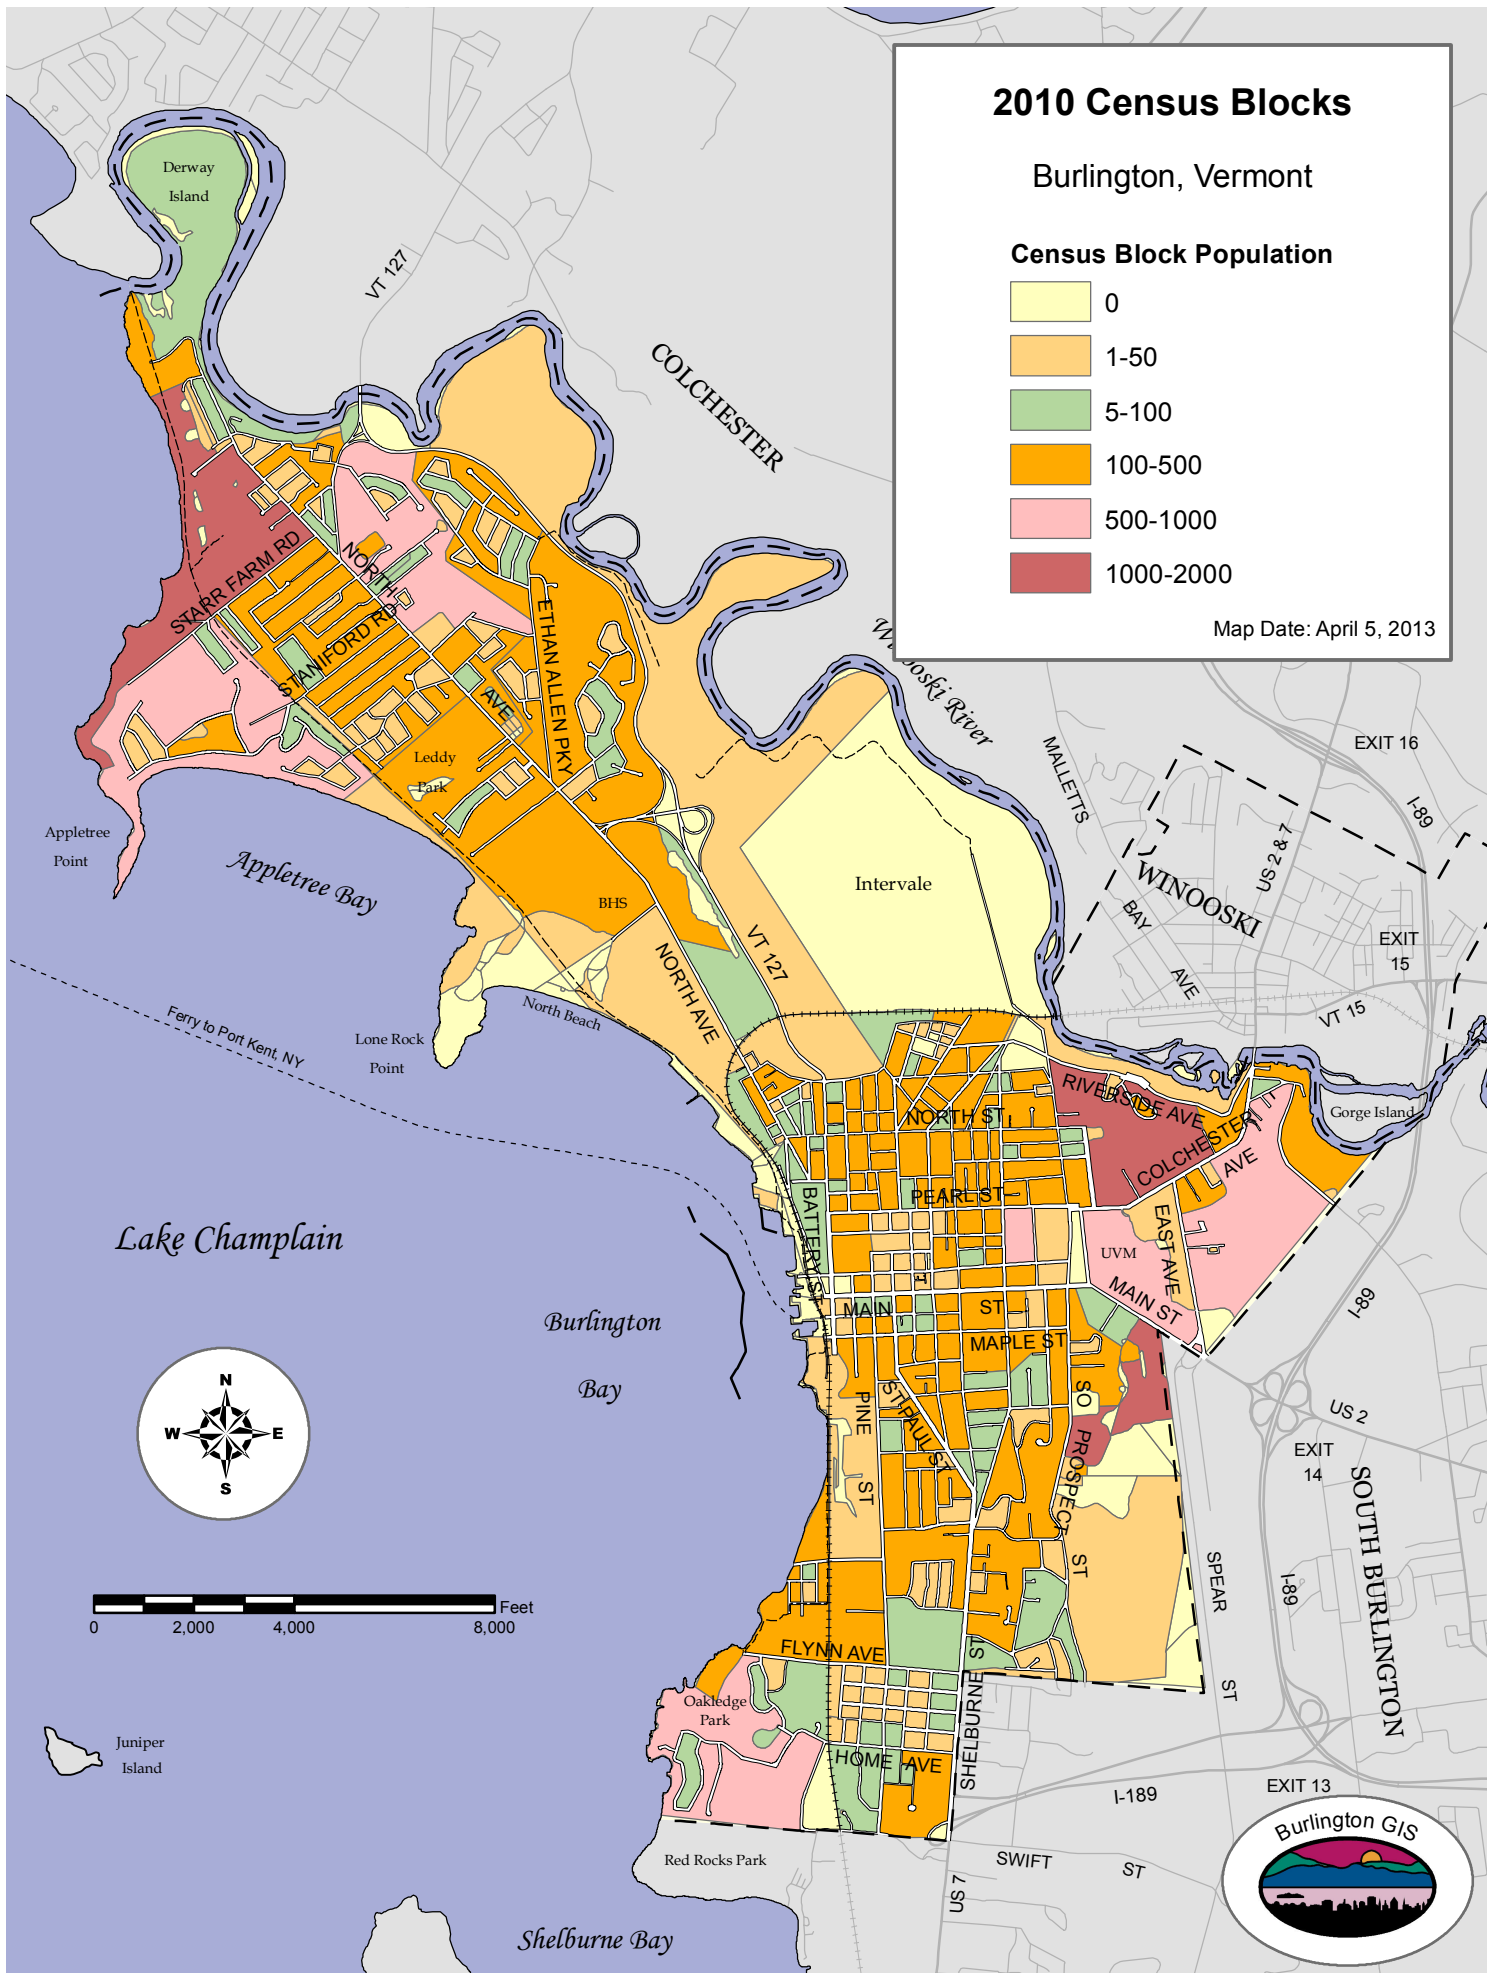 2010 Census Blocks
Burlington, Vermont
Census Block Population
0
1-50
5-100
100-500
500-1000
1000-2000
Map Date: April 5, 2013
Derway
Island
VT 127
COLCHESTER
STARR FARM RD
NORTH
AVE
STANIFORD RD
ETHAN ALLEN PKY
Winooski River
Leddy
Park
Appletree
Point
Appletree Bay
BHS
Intervale
VT 127
NORTH AVE
North Beach
Lone Rock
Point
Ferry to Port Kent, NY
MALLETTS
BAY
AVE
WINOOSKI
US 2 & 7
EXIT 16
I-89
EXIT
15
VT 15
Gorge Island
RIVERSIDE AVE
COLCHESTER
AVE
NORTH ST
PEARL ST
BATTERY ST
EAST AVE
UVM
MAIN ST
MAIN
ST
MAPLE ST
Lake Champlain
Burlington
Bay
N
W
E
S
PINE
ST
ST PAUL ST
SO
PROSPECT
ST
I-89
US 2
EXIT
14
SOUTH BURLINGTON
SPEAR
ST
I-89
Feet
0
2,000
4,000
8,000
FLYNN AVE
SHELBURNE ST
Oakledge
Park
HOME AVE
Juniper
Island
I-189
EXIT 13
Red Rocks Park
SWIFT
ST
US 7
Shelburne Bay
Burlington GIS